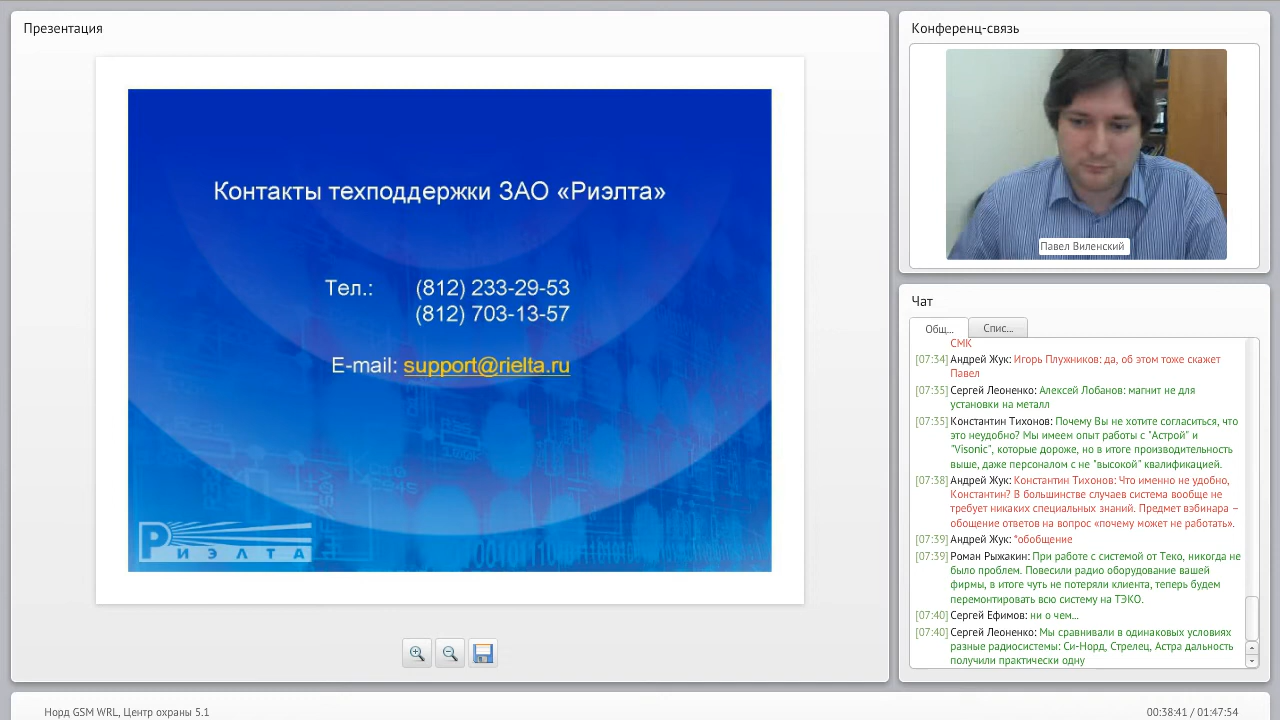 Презентация
Контакты техподдержки ЗАО «Риэлта»
Тел.: (812) 233-29-53
(812) 703-13-57
E-mail: support@rielta.ru
РИЭЛТА
Конференц-связь
Павел Виленский
Чат
Общ...
Спис...
СМК
[07:34] Андрей Жук: Игорь Плужников: да, об этом тоже скажет
Павел
[07:35] Сергей Леоненко: Алексей Лобанов: магнит не для
установки на металл
[07:35] Константин Тихонов: Почему Вы не хотите согласиться, что
это неудобно? Мы имеем опыт работы с "Астрой" и
"Visonic", которые дороже, но в итоге производительность
выше, даже персоналом с не "высокой" квалификацией.
[07:38] Андрей Жук: Константин Тихонов: Что именно не удобно,
Константин? В большинстве случаев система вообще не
требует никаких специальных знаний. Предмет вэбинара –
обощение ответов на вопрос «почему может не работать».
[07:39] Андрей Жук: *обобщение
[07:39] Роман Рыжакин: При работе с системой от Теко, никогда не
было проблем. Повесили радио оборудование вашей
фирмы, в итоге чуть не потеряли клиента, теперь будем
перемонтировать всю систему на ТЭКО.
[07:40] Сергей Ефимов: ни о чем...
[07:40] Сергей Леоненко: Мы сравнивали в одинаковых условиях
разные радиосистемы: Си-Норд, Стрелец, Астра дальность
получили практически одну
Норд GSM WRL, Центр охраны 5.1
00:38:41 / 01:47:54